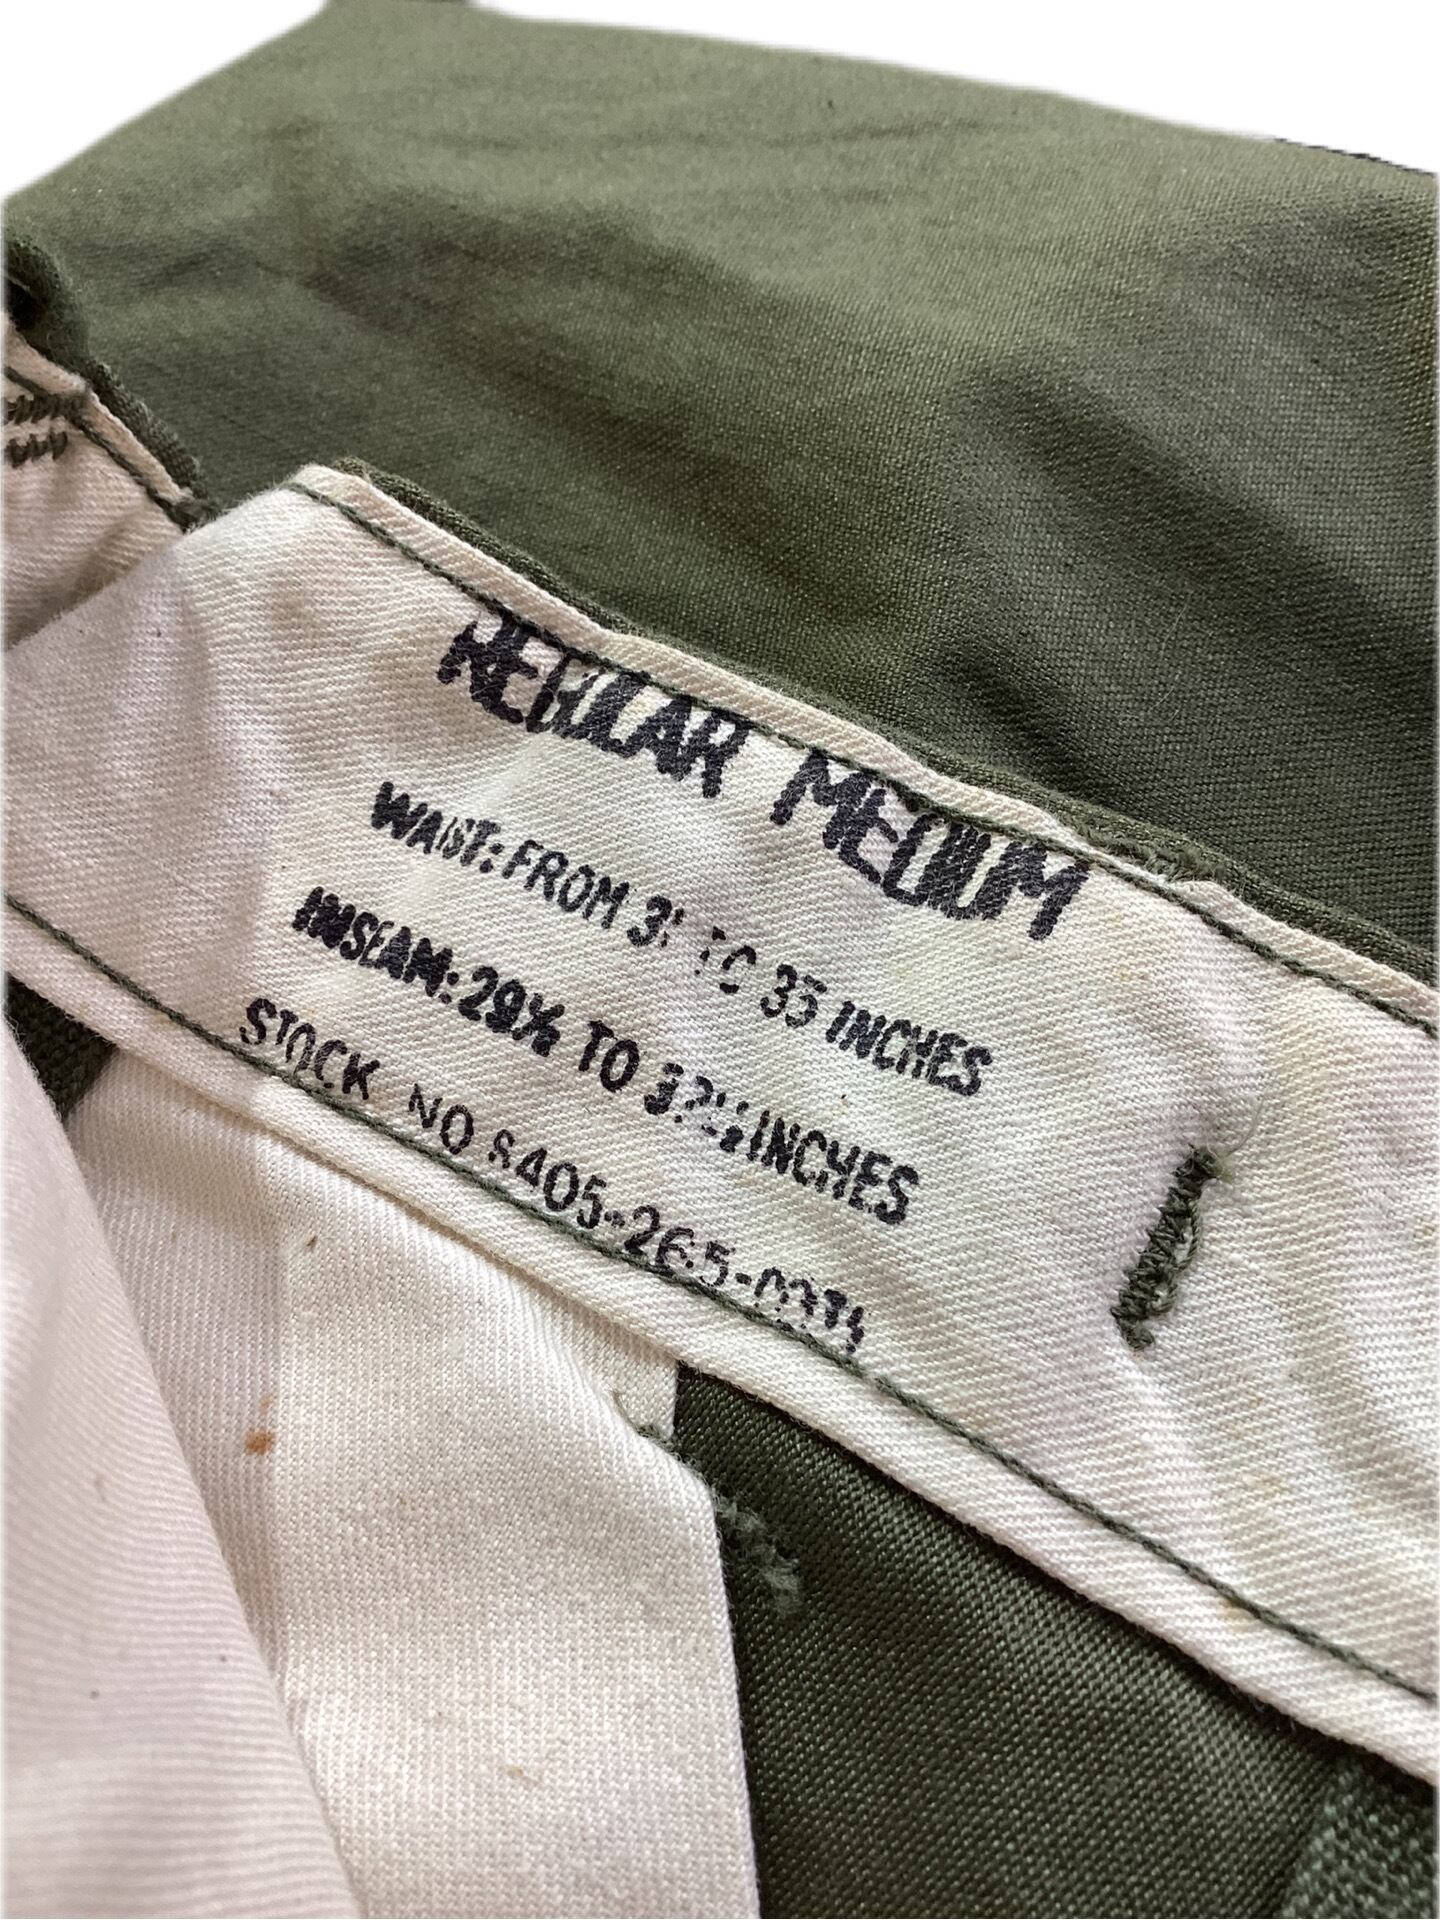 REGULAR MEDIUM
WAIST: FROM 31 TO 35 INCHES
INSEAM: 29½ TO 32½ INCHES
STOCK NO 8405-265-